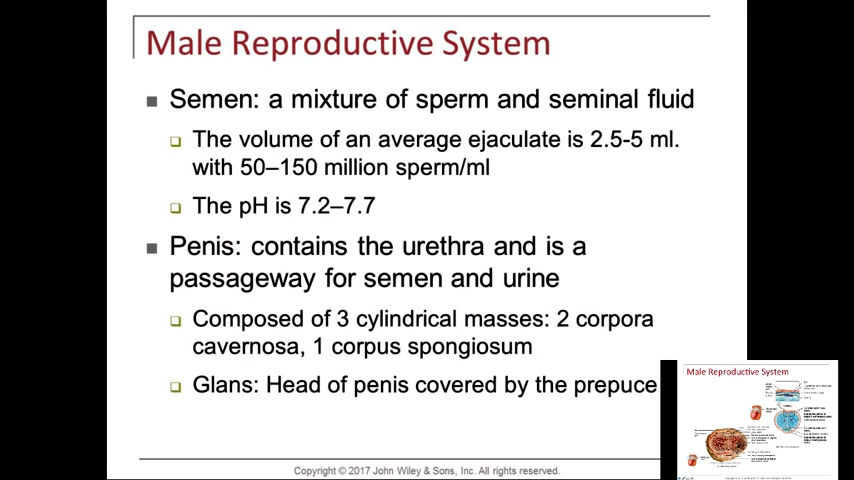 Male Reproductive System
Semen: a mixture of sperm and seminal fluid
The volume of an average ejaculate is 2.5-5 ml.
with 50–150 million sperm/ml
The pH is 7.2–7.7
Penis: contains the urethra and is a
passageway for semen and urine
Composed of 3 cylindrical masses: 2 corpora
cavernosa, 1 corpus spongiosum
Glans: Head of penis covered by the prepuce
Copyright © 2017 John Wiley & Sons, Inc. All rights reserved.
Male Reproductive System